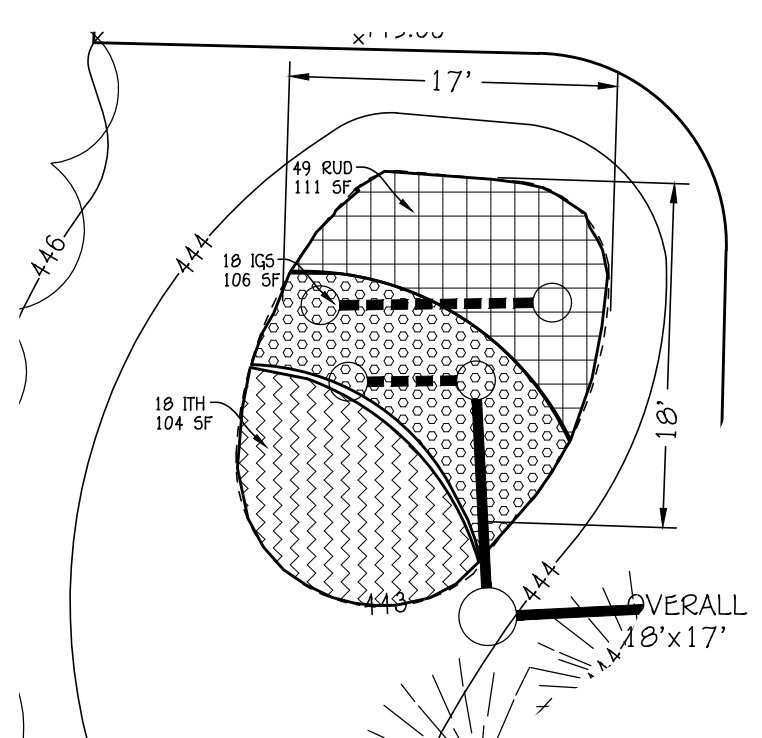 17'
49 RUD
111 SF
446
444
18 IGS
106 SF
18 ITH
104 SF
18'
443
444
OVERALL
18'x17'